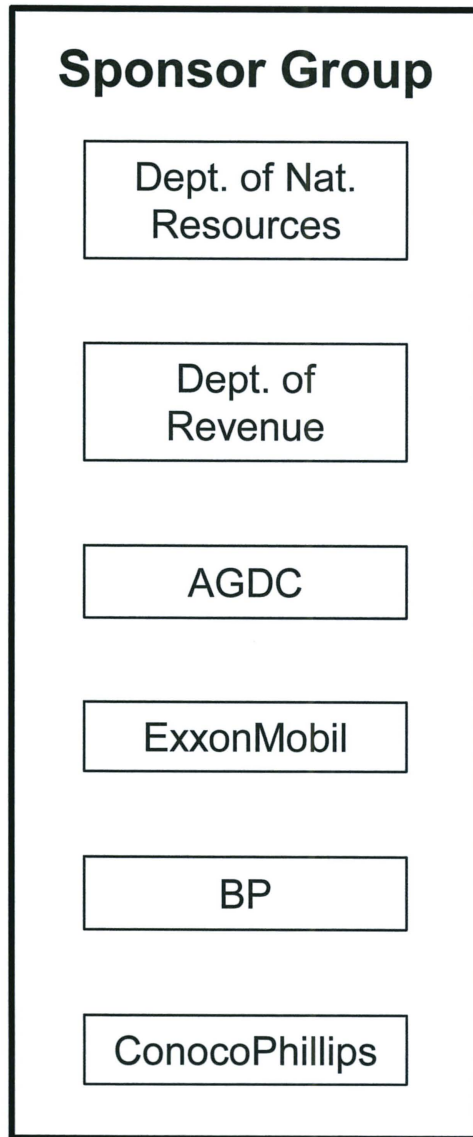 Sponsor Group
Dept. of Nat.
Resources
Dept. of
Revenue
AGDC
ExxonMobil
BP
ConocoPhillips